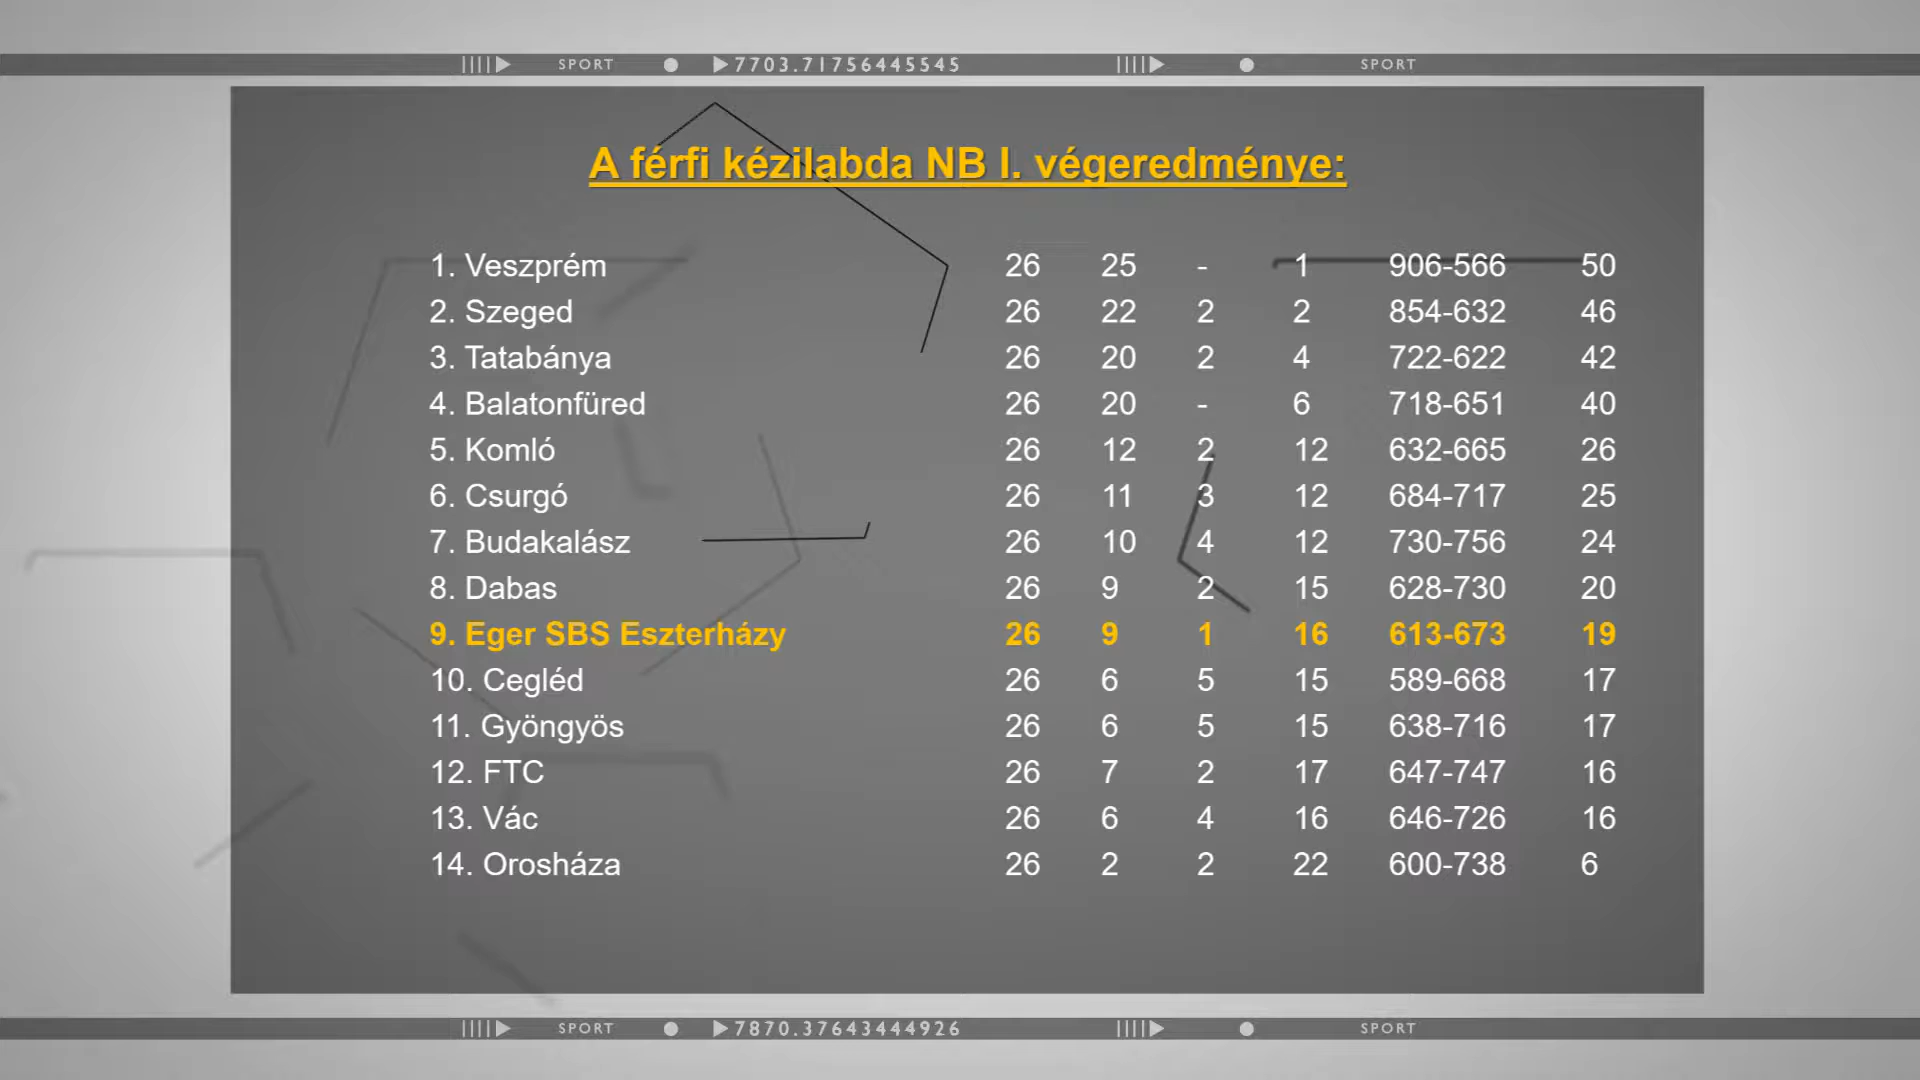 SPORT 7703.71756445545 SPORT
A férfi kézilabda NB I. végeredménye:
1. Veszprém 26 25 - 1 906-566 50
2. Szeged 26 22 2 2 854-632 46
3. Tatabánya 26 20 2 4 722-622 42
4. Balatonfüred 26 20 - 6 718-651 40
5. Komló 26 12 2 12 632-665 26
6. Csurgó 26 11 3 12 684-717 25
7. Budakalász 26 10 4 12 730-756 24
8. Dabas 26 9 2 15 628-730 20
9. Eger SBS Eszterházy 26 9 1 16 613-673 19
10. Cegléd 26 6 5 15 589-668 17
11. Gyöngyös 26 6 5 15 638-716 17
12. FTC 26 7 2 17 647-747 16
13. Vác 26 6 4 16 646-726 16
14. Orosháza 26 2 2 22 600-738 6
SPORT 7870.37643444926 SPORT